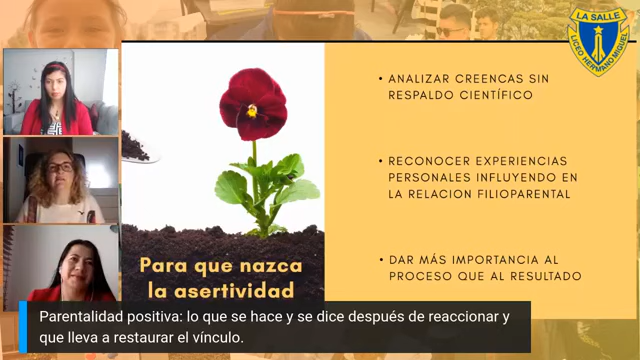 LA SALLE
LICEO HERMANO MIGUEL
• ANALIZAR CREENCAS SIN
RESPALDO CIENTÍFICO
• RECONOCER EXPERIENCIAS
PERSONALES INFLUYENDO EN
LA RELACION FILIOPARENTAL
• DAR MÁS IMPORTANCIA AL
PROCESO QUE AL RESULTADO
Para que nazca
la asertividad
Parentalidad positiva: lo que se hace y se dice después de reaccionar y
que lleva a restaurar el vínculo.